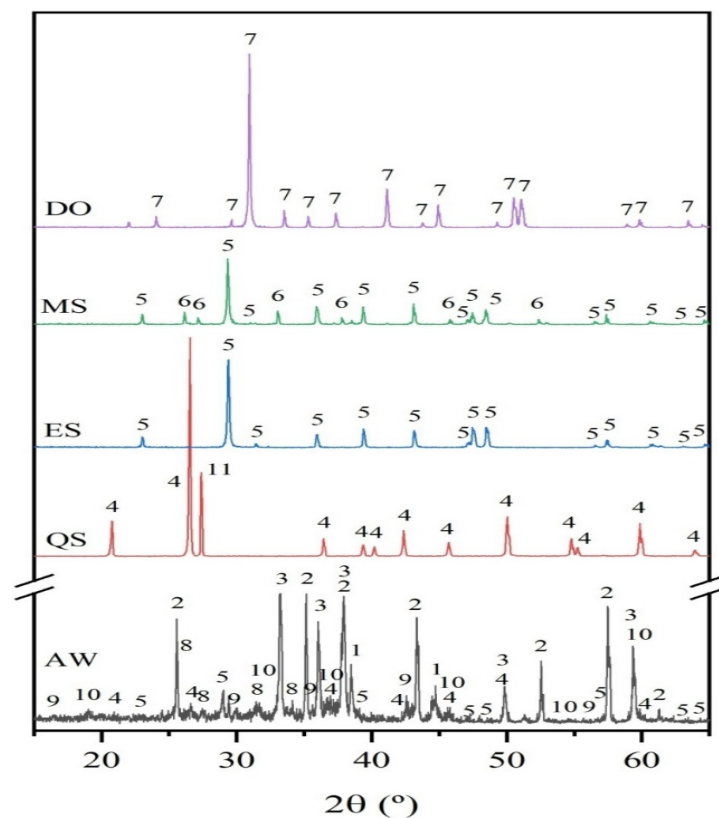 7
7 7 7 7 7 7 7 7 7 7 7 7 7 7
DO
5
5 6 6 5 6 5 6 5 5 6 5 5 5 6 5 5 5 5 5
MS
5
5 5 5 5 5 5 5 5 5 5 5 5 5
ES
4 4 11 4 4 4 4 4 4 4 4 4 4
QS
AW
2 3 2 3 3 2 2 2 2 3
9 10 4 5 8 4 8 5 9 10 8 8 9 10 4 1 5 4 9 1 10 4 5 5 3 4 10 9 5 10 4 2 5 5
20 30 40 50 60
2θ (º)